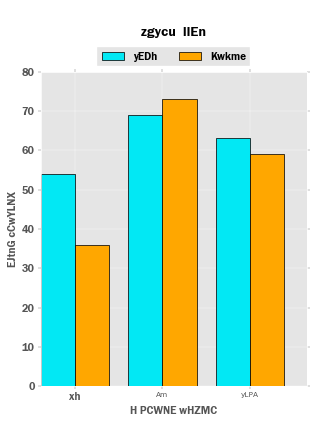 zgycu IIEn
yEDh Kwkme
80
70
60
50
40
30
20
10
0
EJtnG cCwYLNX
xh Am yLPA
H PCWNE wHZMC